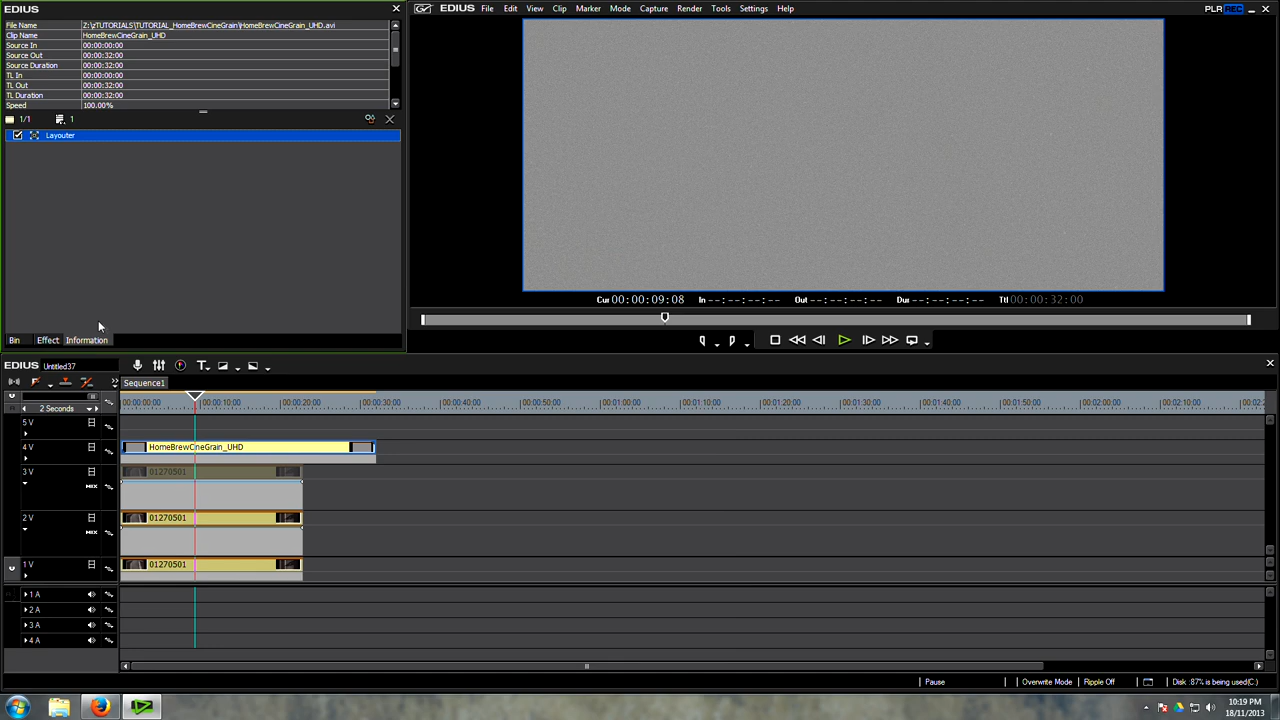 EDIUS
File Name Z:\zTUTORIALS\TUTORIAL_HomeBrewCineGrain\HomeBrewCineGrain_UHD.avi
Clip Name HomeBrewCineGrain_UHD
Source In 00:00:00:00
Source Out 00:00:32:00
Source Duration 00:00:32:00
TL In 00:00:00:00
TL Out 00:00:32:00
TL Duration 00:00:32:00
Speed 100.00%
1/1 1
Layouter
Bin Effect Information
EDIUS File Edit View Clip Marker Mode Capture Render Tools Settings Help PLR REC
Cur 00:00:09:08 In --:--:--:-- Out --:--:--:-- Dur --:--:--:-- Ttl 00:00:32:00
EDIUS Untitled37
Sequence1
2 Seconds
00:00:00:00 00:00:10:00 00:00:20:00 00:00:30:00 00:00:40:00 00:00:50:00 00:01:00:00 00:01:10:00 00:01:20:00 00:01:30:00 00:01:40:00 00:01:50:00 00:02:00:00 00:02:10:00 00:02:2
5 V
4 V HomeBrewCineGrain_UHD
3 V 01270501
MIX
2 V 01270501
MIX
1 V 01270501
1 A
2 A
3 A
4 A
Pause Overwrite Mode Ripple Off Disk :87% is being used(C:)
10:19 PM
18/11/2013